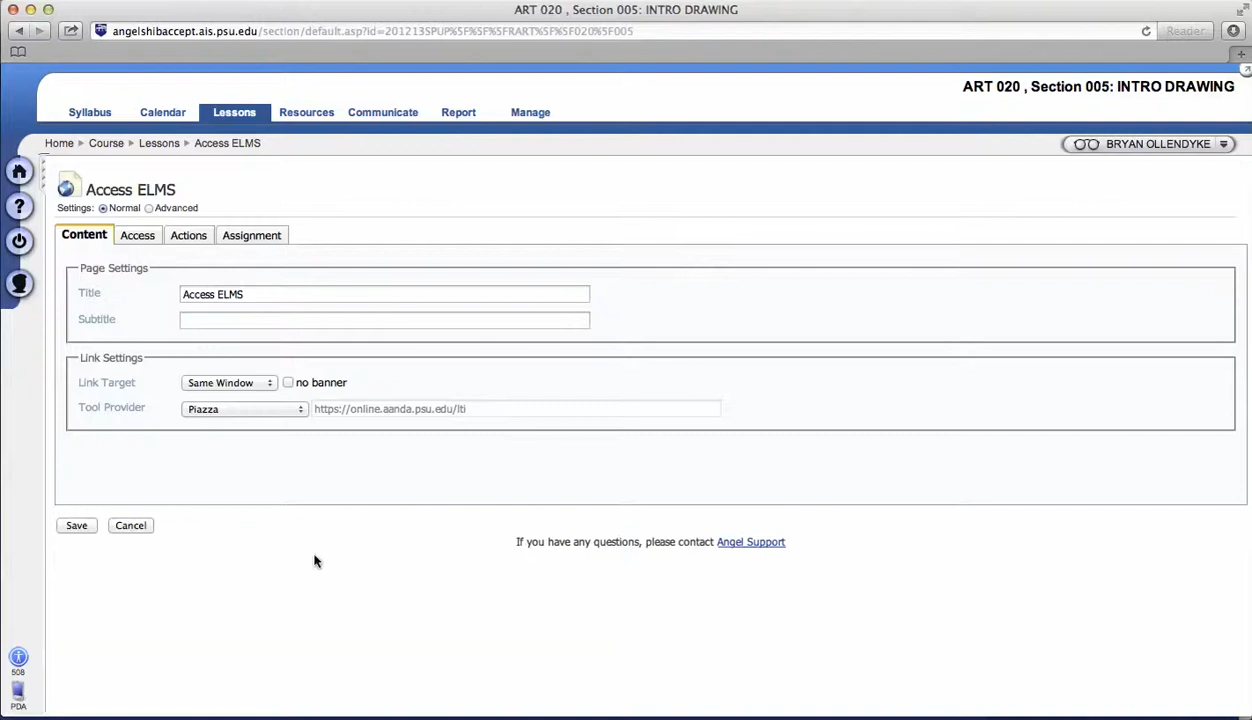 ART 020 , Section 005: INTRO DRAWING
angelshibaccept.ais.psu.edu/section/default.asp?id=201213SPUP%5F%5F%5FRART%5F%5F020%5F005
Reader
ART 020 , Section 005: INTRO DRAWING
Syllabus Calendar Lessons Resources Communicate Report Manage
Home Course Lessons Access ELMS
BRYAN OLLENDYKE
Access ELMS
Settings: Normal Advanced
Content Access Actions Assignment
Page Settings
Title Access ELMS
Subtitle
Link Settings
Link Target Same Window no banner
Tool Provider Piazza https://online.aanda.psu.edu/lti
Save Cancel
If you have any questions, please contact Angel Support
508
PDA